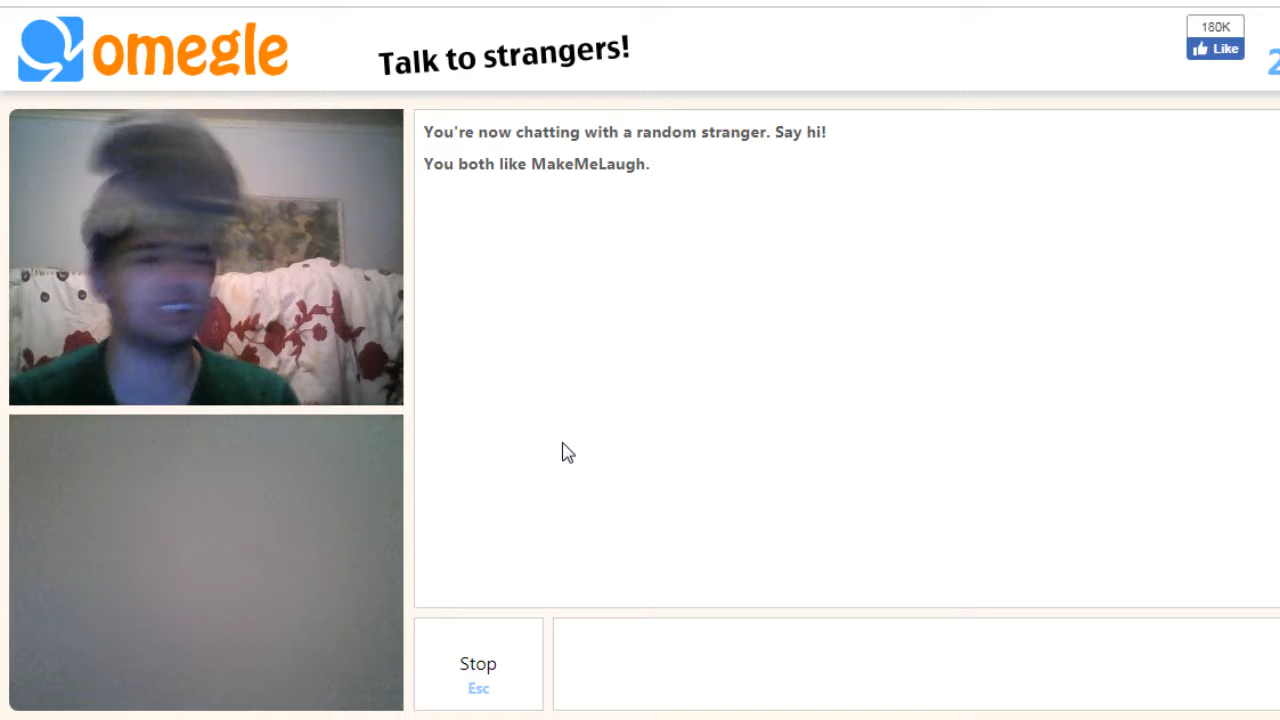 omegle
Talk to strangers!
180K
Like
2
You're now chatting with a random stranger. Say hi!
You both like MakeMeLaugh.
Stop
Esc